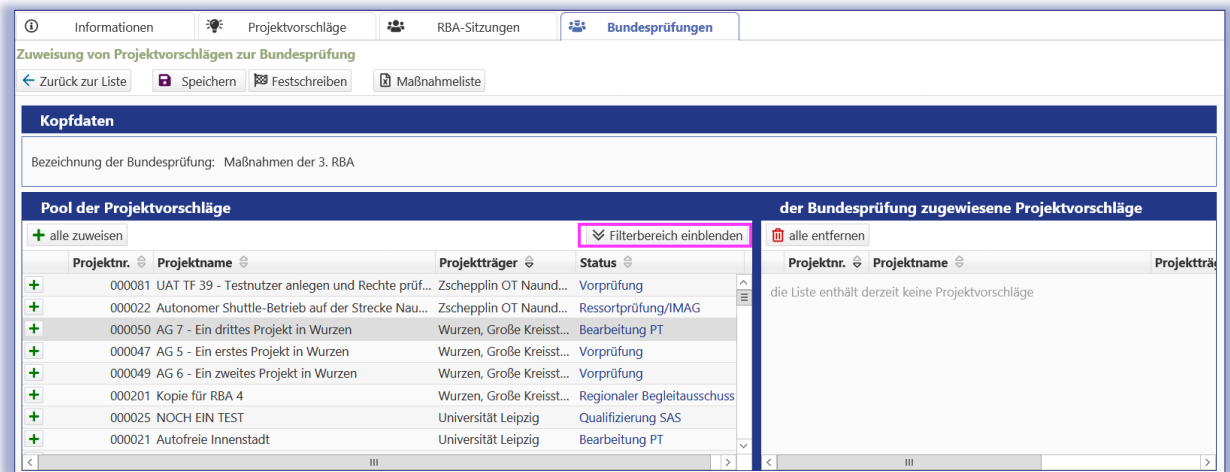 Informationen Projektvorschläge RBA-Sitzungen Bundesprüfungen
Zuweisung von Projektvorschlägen zur Bundesprüfung
Zurück zur Liste Speichern Festschreiben Maßnahmeliste
Kopfdaten
Bezeichnung der Bundesprüfung: Maßnahmen der 3. RBA
Pool der Projektvorschläge
alle zuweisen Filterbereich einblenden
Projektnr. Projektname Projektträger Status
000081 UAT TF 39 - Testnutzer anlegen und Rechte prüf... Zschepplin OT Naund... Vorprüfung
000022 Autonomer Shuttle-Betrieb auf der Strecke Nau... Zschepplin OT Naund... Ressortprüfung/IMAG
000050 AG 7 - Ein drittes Projekt in Wurzen Wurzen, Große Kreisst... Bearbeitung PT
000047 AG 5 - Ein erstes Projekt in Wurzen Wurzen, Große Kreisst... Vorprüfung
000049 AG 6 - Ein zweites Projekt in Wurzen Wurzen, Große Kreisst... Vorprüfung
000201 Kopie für RBA 4 Wurzen, Große Kreisst... Regionaler Begleitausschuss
000025 NOCH EIN TEST Universität Leipzig Qualifizierung SAS
000021 Autofreie Innenstadt Universität Leipzig Bearbeitung PT
der Bundesprüfung zugewiesene Projektvorschläge
alle entfernen
Projektnr. Projektname Projektträg
die Liste enthält derzeit keine Projektvorschläge